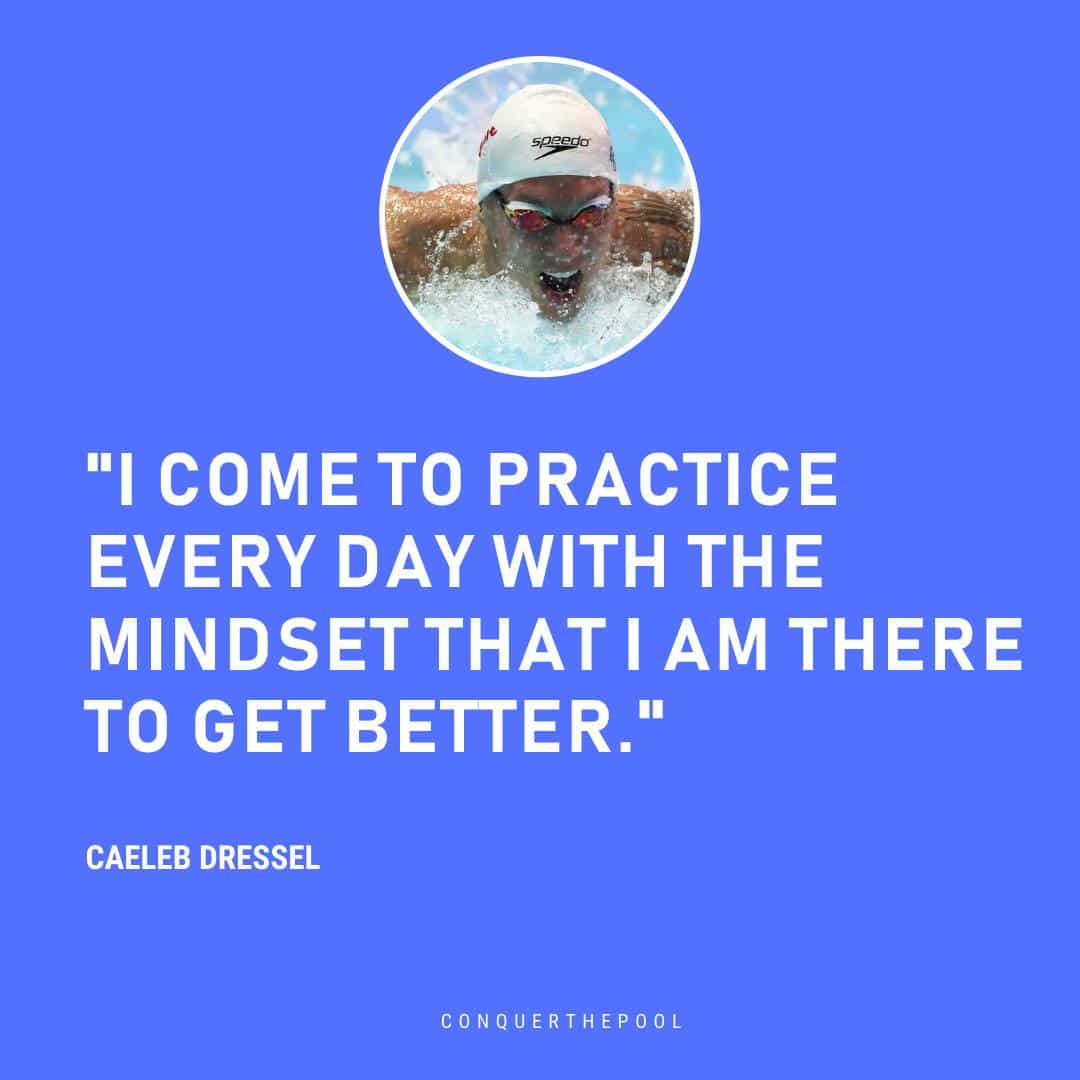 speedo
"I COME TO PRACTICE
EVERY DAY WITH THE
MINDSET THAT I AM THERE
TO GET BETTER."
CAELEB DRESSEL
CONQUERTHEPOOL